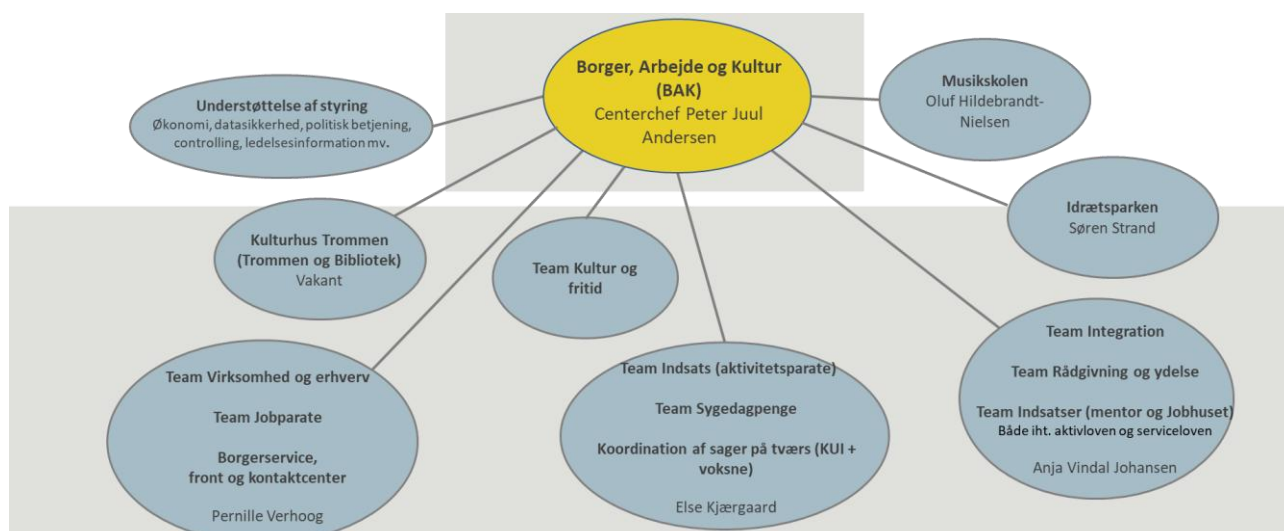 Borger, Arbejde og Kultur
(BAK)
Centerchef Peter Juul
Andersen
Musikskolen
Oluf Hildebrandt-
Nielsen
Understøttelse af styring
Økonomi, datasikkerhed, politisk betjening,
controlling, ledelsesinformation mv.
Idrætsparken
Søren Strand
Kulturhus Trommen
(Trommen og Bibliotek)
Vakant
Team Kultur og
fritid
Team Virksomhed og erhverv
Team Jobparate
Borgerservice,
front og kontaktcenter
Pernille Verhoog
Team Indsats (aktivitetsparate)
Team Sygedagpenge
Koordination af sager på tværs (KUI +
voksne)
Else Kjærgaard
Team Integration
Team Rådgivning og ydelse
Team Indsatser (mentor og Jobhuset)
Både iht. aktivloven og serviceloven
Anja Vindal Johansen